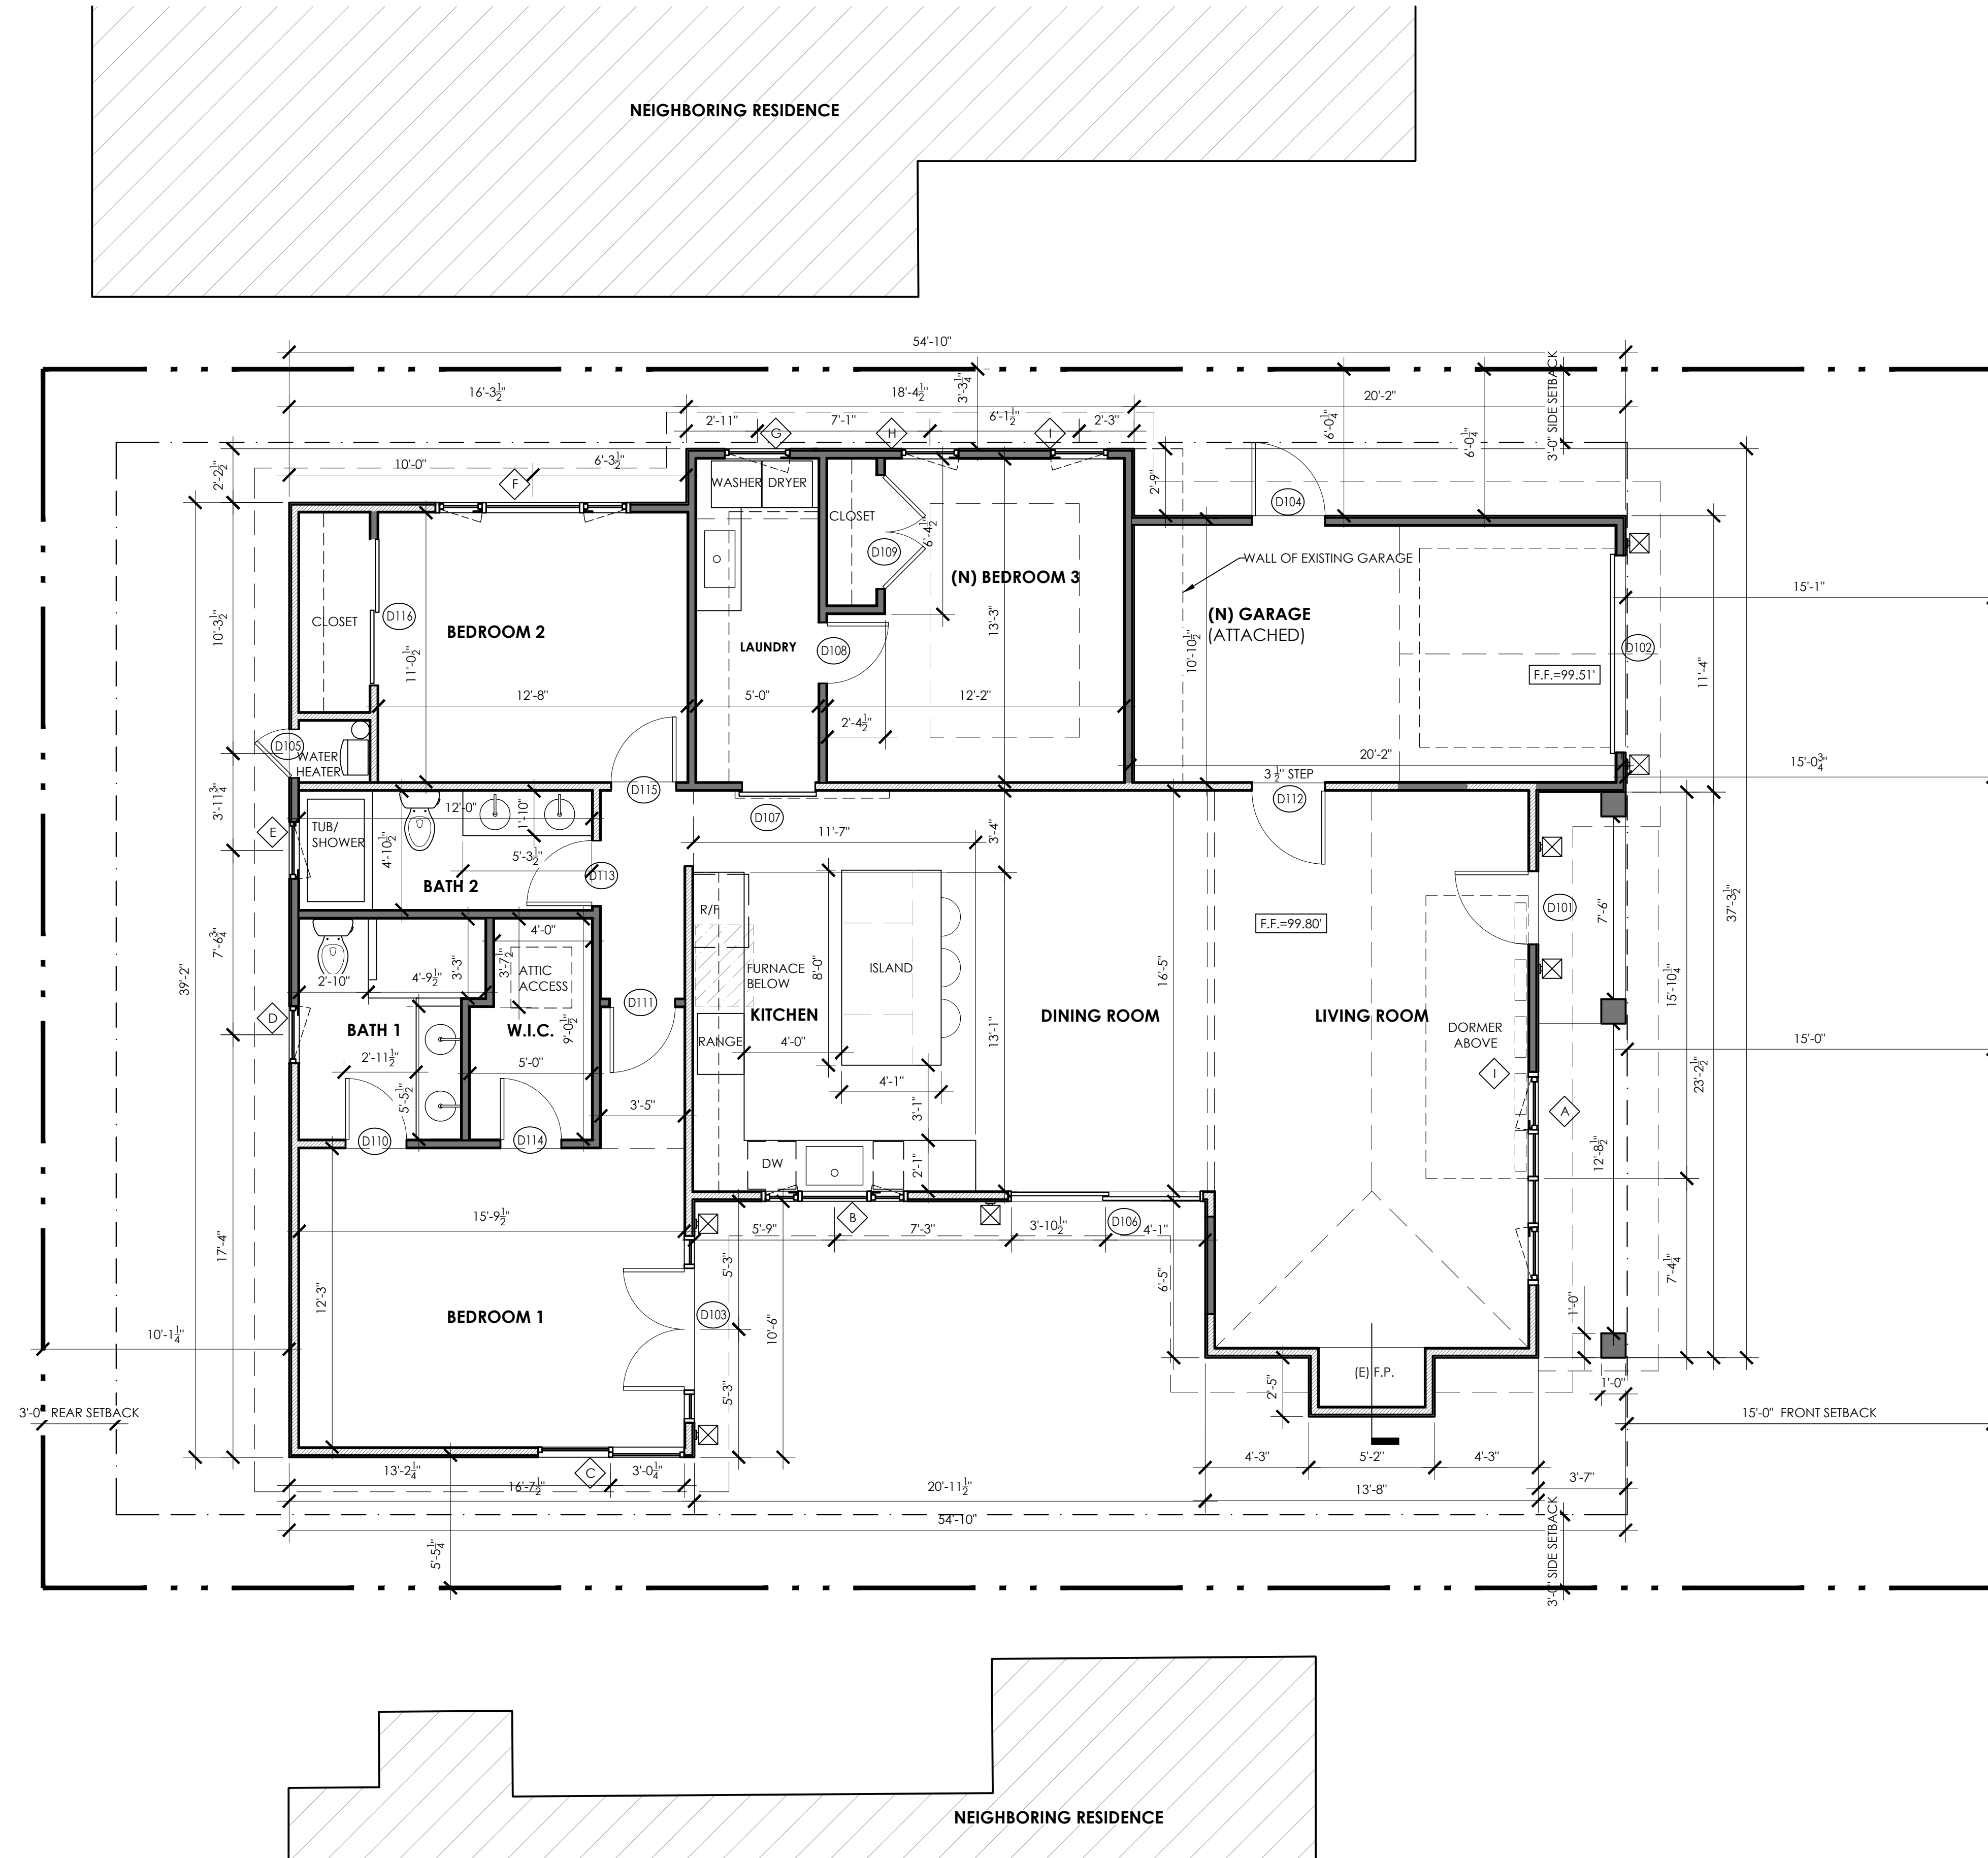 NEIGHBORING RESIDENCE
54'-10"
3'-0" SIDE SETBACK
16'-3½"
18'-4½"
3'-3¼"
20'-2"
2'-11"
G
7'-1"
H
6'-1½"
I
2'-3"
6'-0¼"
6'-0¼"
2'-2½"
10'-0"
F
6'-3½"
2'-9"
WASHER
DRYER
D104
CLOSET
6'-4½"
D109
WALL OF EXISTING GARAGE
(N) BEDROOM 3
(N) GARAGE
(ATTACHED)
15'-1"
CLOSET
D116
BEDROOM 2
10'-3½"
11'-0½"
LAUNDRY
D108
13'-3"
10'-10½"
D102
F.F.=99.51'
11'-4"
12'-8"
5'-0"
12'-2"
2'-4½"
D105
WATER
HEATER
20'-2"
15'-0¾"
3 ½" STEP
D115
D112
D107
3'-11¾"
E
TUB/
SHOWER
12'-0"
1'-10"
4'-10½"
5'-3½"
BATH 2
D113
11'-7"
3'-4"
37'-3½"
R/F
D101
7'-6"
F.F.=99.80'
7'-6¾"
39'-2"
4'-0"
2'-10"
4'-9½"
3'-3"
3'-7½"
ATTIC
ACCESS
FURNACE
BELOW
8'-0"
ISLAND
16'-5"
15'-10¼"
D
BATH 1
W.I.C.
9'-0½"
D111
KITCHEN
DINING ROOM
LIVING ROOM
13'-1"
DORMER
ABOVE
RANGE
4'-0"
15'-0"
2'-11½"
5'-0"
5'-5½"
4'-1"
I
A
23'-2½"
3'-5"
3'-1"
D110
D114
12'-8½"
DW
2'-1"
15'-9½"
5'-9"
B
7'-3"
3'-10½"
D106
4'-1"
17'-4"
5'-3"
6'-5"
7'-4¼"
12'-3"
BEDROOM 1
D103
10'-6"
1'-0"
10'-1¼"
(E) F.P.
2'-5"
5'-3"
1'-0"
3'-0" REAR SETBACK
15'-0" FRONT SETBACK
4'-3"
5'-2"
4'-3"
13'-2¼"
C
3'-0¼"
3'-7"
16'-7½"
20'-11½"
13'-8"
54'-10"
5'-5¼"
3'-0" SIDE SETBACK
NEIGHBORING RESIDENCE